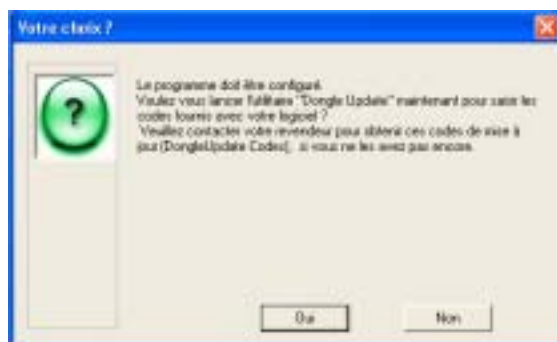 Votre choix ?
Le programme doit être configuré.
Voulez vous lancer l'utilitaire "Dongle Update" maintenant pour saisir les
codes fournis avec votre logiciel ?
Veuillez contacter votre revendeur pour obtenir ces codes de mise à
jour (DongleUpdate Codes), si vous ne les avez pas encore.
Oui
Non